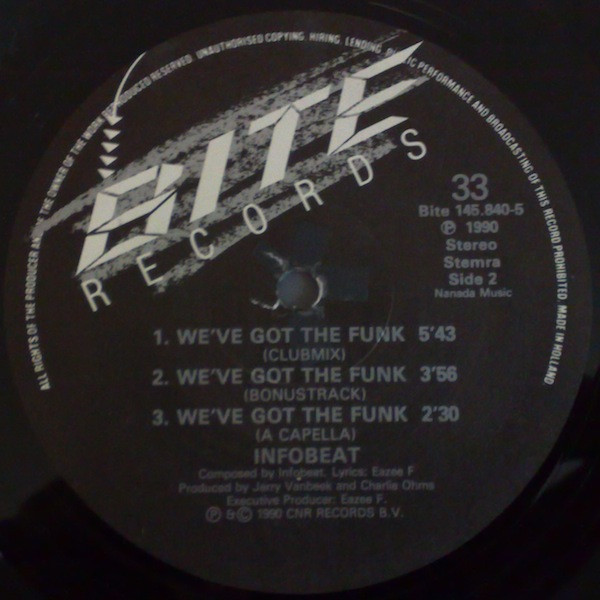 ALL RIGHTS OF THE PRODUCER AND OF THE OWNER OF THE WORK REPRODUCED RESERVED. UNAUTHORISED COPYING. HIRING. LENDING. PUBLIC PERFORMANCE AND BROADCASTING OF THIS RECORD PROHIBITED. MADE IN HOLLAND
BITE
RECORDS
33
Bite 145.840-5
Ⓟ 1990
Stereo
Stemra
Side 2
Nanada Music
1. WE'VE GOT THE FUNK 5'43
(CLUBMIX)
2. WE'VE GOT THE FUNK 3'56
(BONUSTRACK)
3. WE'VE GOT THE FUNK 2'30
(A CAPELLA)
INFOBEAT
Composed by Infobeat. Lyrics: Eazee F
Produced by Jerry Vanbeek and Charlie Ohms
Executive Producer: Eazee F.
Ⓟ & © 1990 CNR RECORDS B.V.